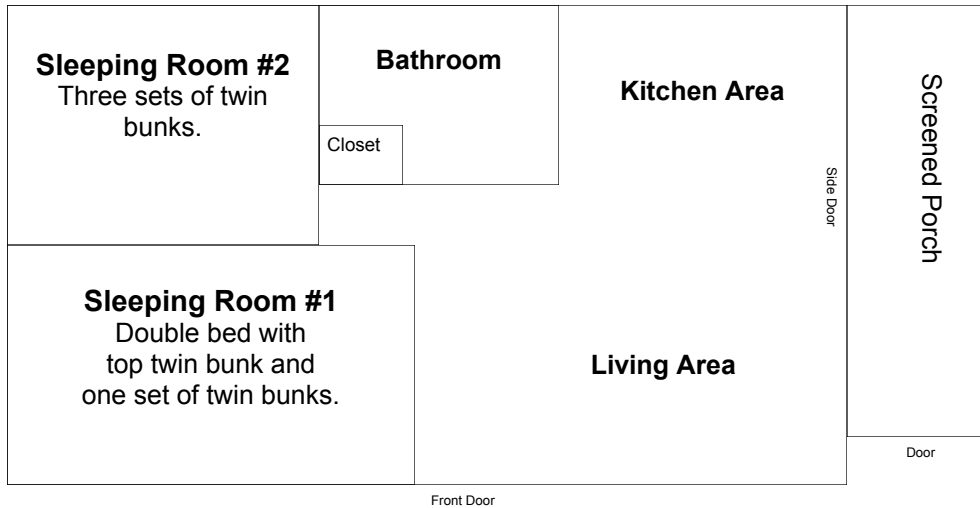 Sleeping Room #2
Three sets of twin
bunks.
Bathroom
Closet
Kitchen Area
Side Door
Screened Porch
Sleeping Room #1
Double bed with
top twin bunk and
one set of twin bunks.
Living Area
Door
Front Door